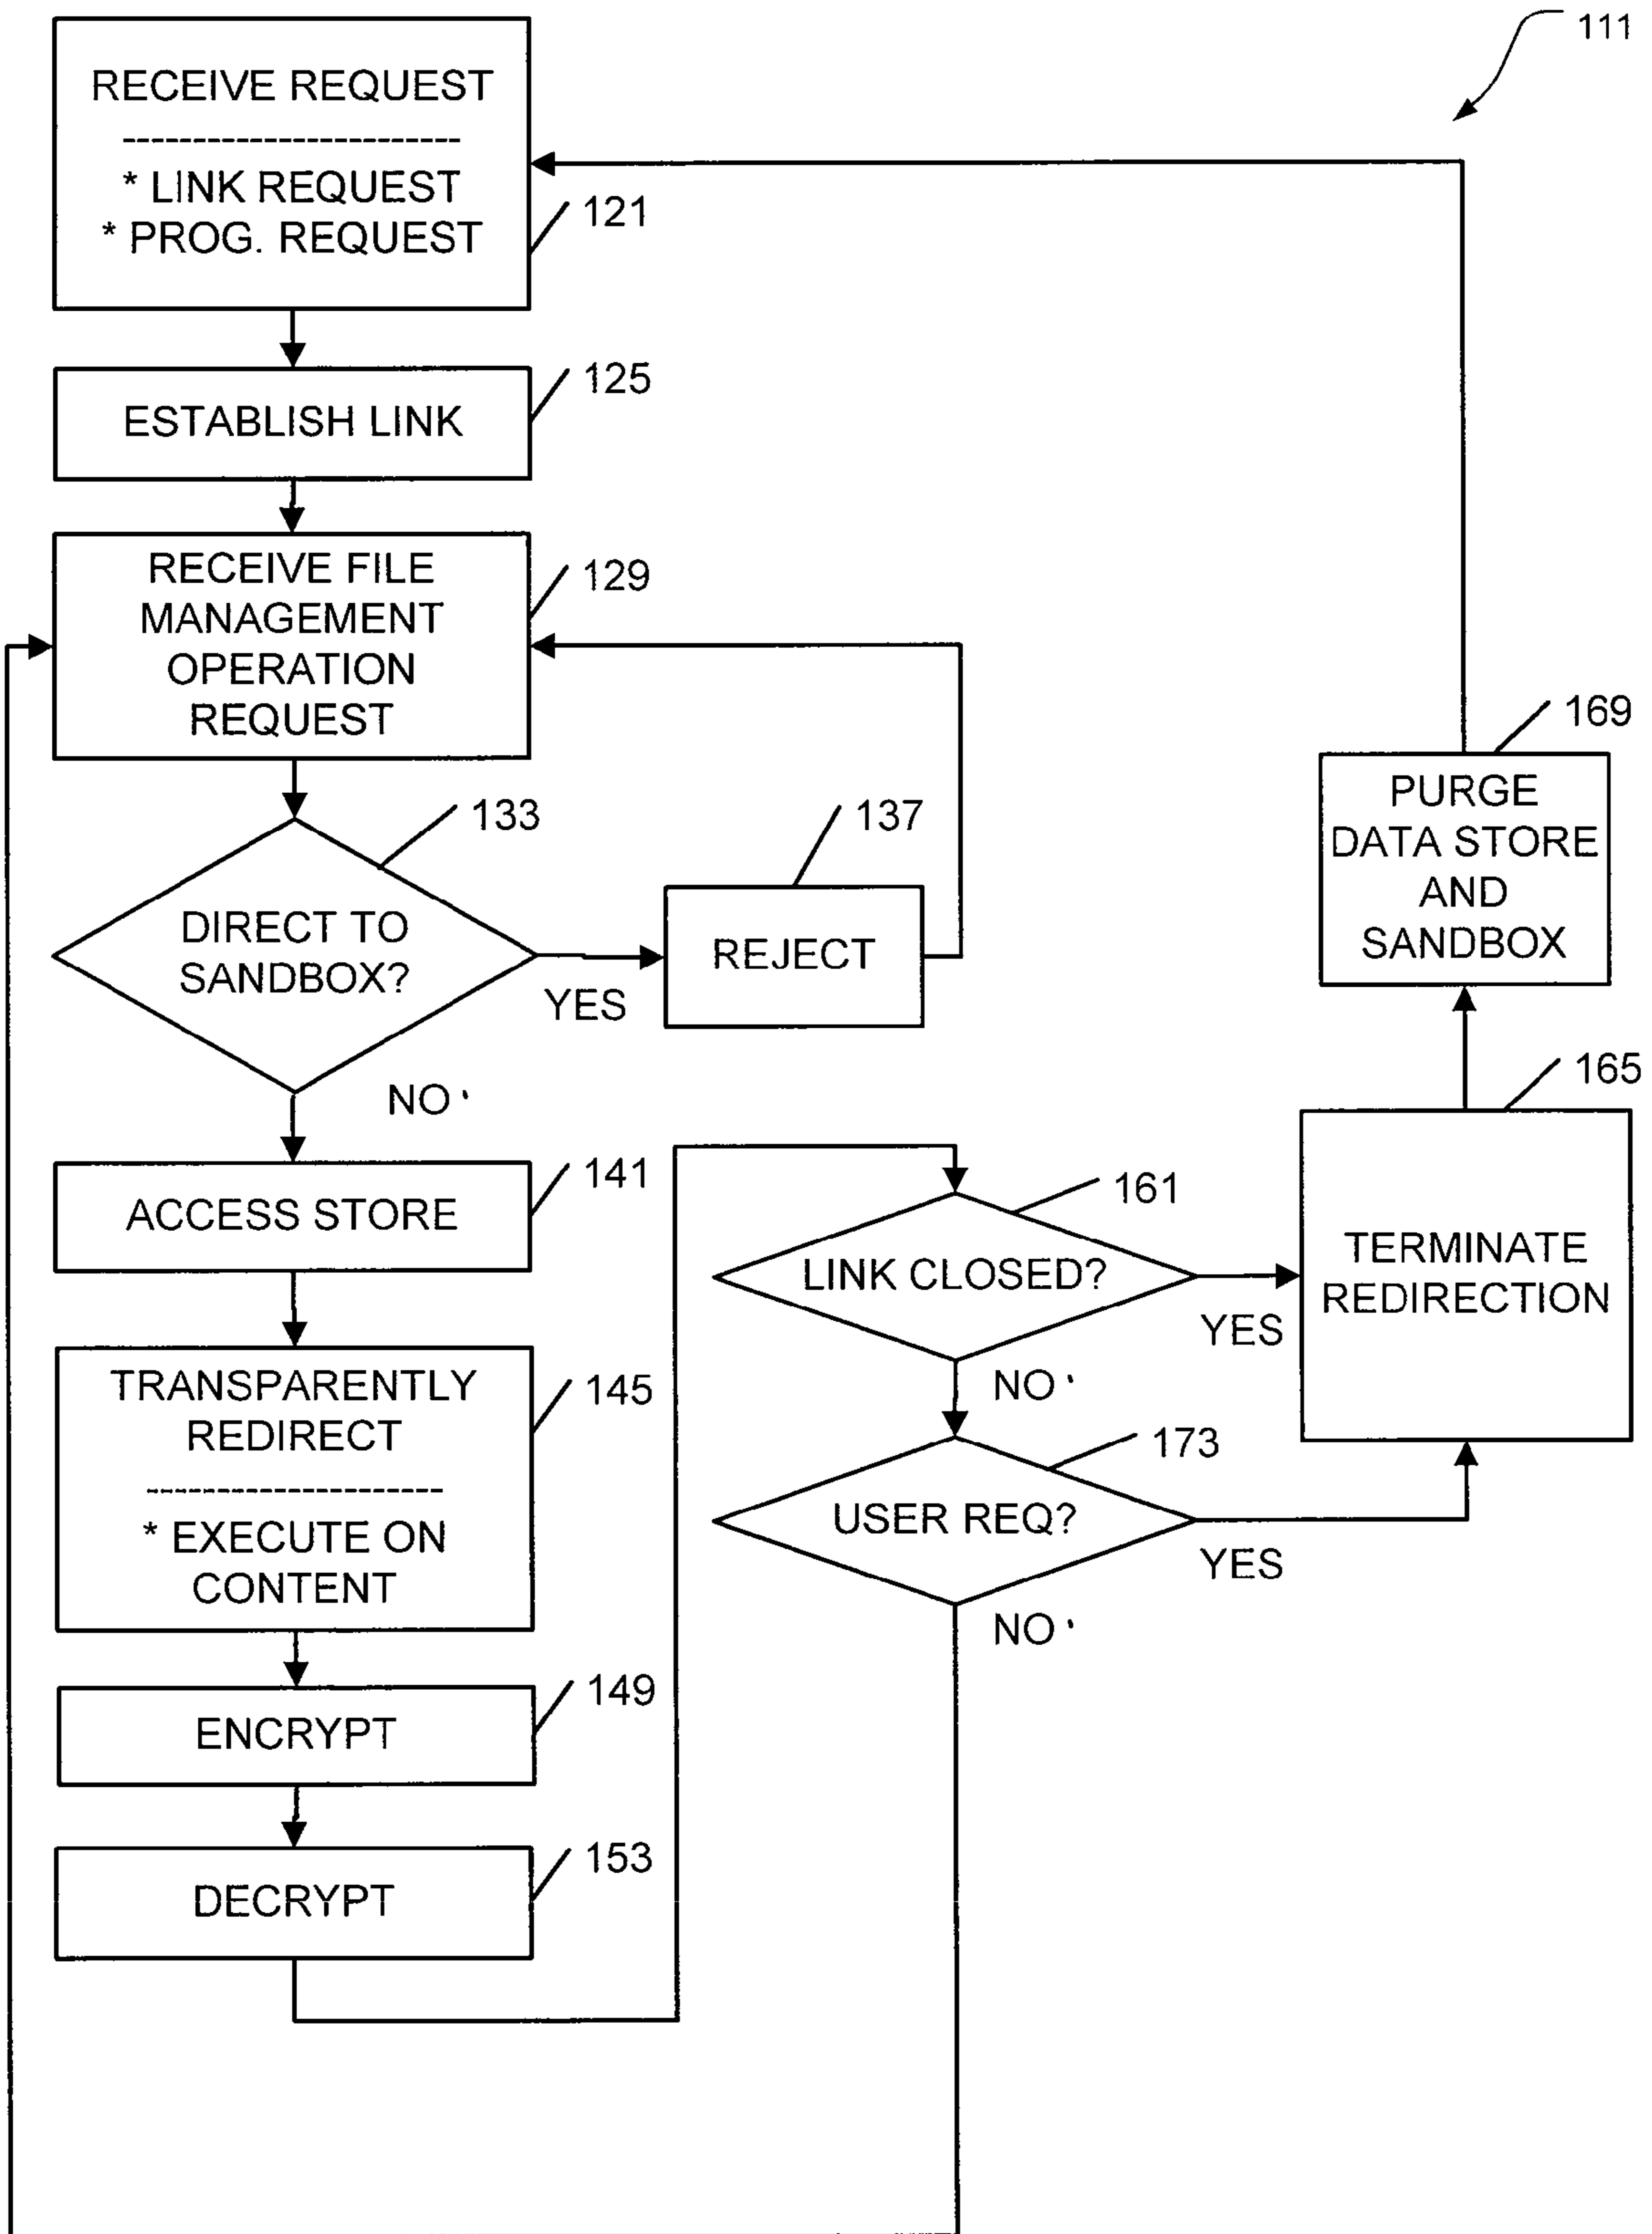 111
RECEIVE REQUEST
------------------------
* LINK REQUEST
* PROG. REQUEST
121
125
ESTABLISH LINK
129
RECEIVE FILE
MANAGEMENT
OPERATION
REQUEST
133
DIRECT TO
SANDBOX?
YES
NO
137
REJECT
141
ACCESS STORE
145
TRANSPARENTLY
REDIRECT
---------------------
* EXECUTE ON
CONTENT
149
ENCRYPT
153
DECRYPT
161
LINK CLOSED?
YES
NO
173
USER REQ?
YES
NO
165
TERMINATE
REDIRECTION
169
PURGE
DATA STORE
AND
SANDBOX